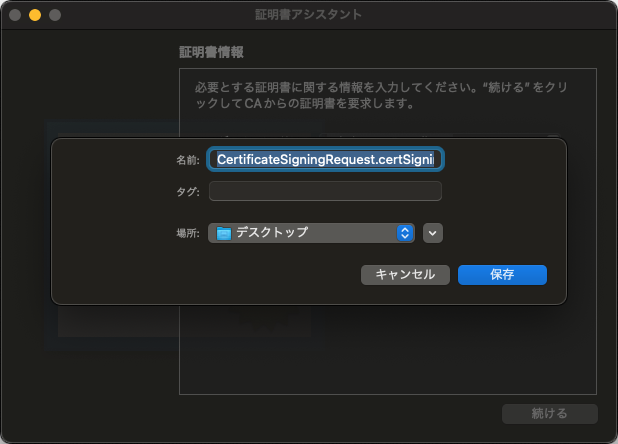 証明書アシスタント
証明書情報
必要とする証明書に関する情報を入力してください。“続ける” をクリ
ックしてCAからの証明書を要求します。
名前: CertificateSigningRequest.certSigni
タグ:
場所: デスクトップ
キャンセル 保存
続ける